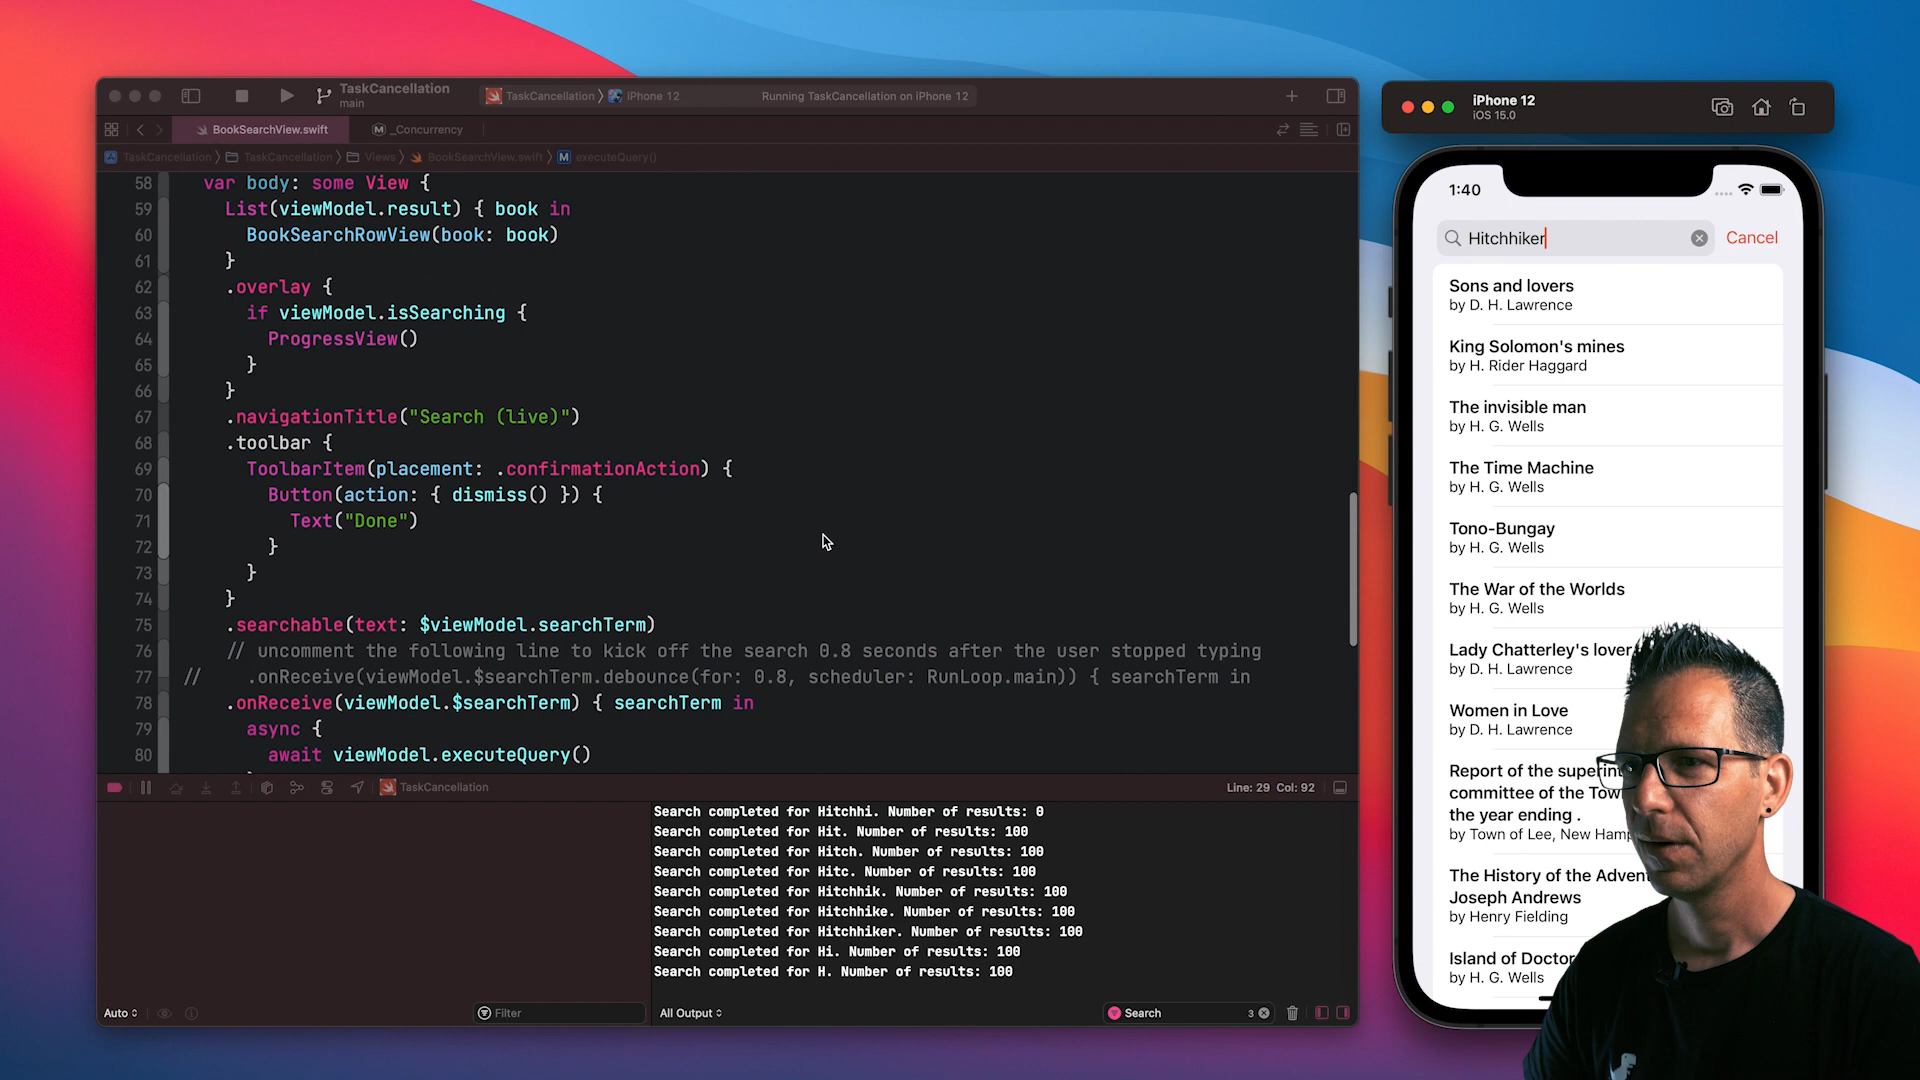 TaskCancellation
main
TaskCancellation
iPhone 12
Running TaskCancellation on iPhone 12
BookSearchView.swift
_Concurrency
TaskCancellation
TaskCancellation
Views
BookSearchView.swift
M
executeQuery()
58 var body: some View {
59 List(viewModel.result) { book in
60 BookSearchRowView(book: book)
61 }
62 .overlay {
63 if viewModel.isSearching {
64 ProgressView()
65 }
66 }
67 .navigationTitle("Search (live)")
68 .toolbar {
69 ToolbarItem(placement: .confirmationAction) {
70 Button(action: { dismiss() }) {
71 Text("Done")
72 }
73 }
74 }
75 .searchable(text: $viewModel.searchTerm)
76 // uncomment the following line to kick off the search 0.8 seconds after the user stopped typing
77 // .onReceive(viewModel.$searchTerm.debounce(for: 0.8, scheduler: RunLoop.main)) { searchTerm in
78 .onReceive(viewModel.$searchTerm) { searchTerm in
79 async {
80 await viewModel.executeQuery()
TaskCancellation
Line: 29 Col: 92
Search completed for Hitchhi. Number of results: 0
Search completed for Hit. Number of results: 100
Search completed for Hitch. Number of results: 100
Search completed for Hitc. Number of results: 100
Search completed for Hitchhik. Number of results: 100
Search completed for Hitchhike. Number of results: 100
Search completed for Hitchhiker. Number of results: 100
Search completed for Hi. Number of results: 100
Search completed for H. Number of results: 100
Auto
Filter
All Output
Search
3
iPhone 12
iOS 15.0
1:40
Hitchhiker
Cancel
Sons and lovers
by D. H. Lawrence
King Solomon's mines
by H. Rider Haggard
The invisible man
by H. G. Wells
The Time Machine
by H. G. Wells
Tono-Bungay
by H. G. Wells
The War of the Worlds
by H. G. Wells
Lady Chatterley's lover
by D. H. Lawrence
Women in Love
by D. H. Lawrence
Report of the superin
committee of the Tow
the year ending .
by Town of Lee, New Hamp
The History of the Adven
Joseph Andrews
by Henry Fielding
Island of Doctor
by H. G. Wells